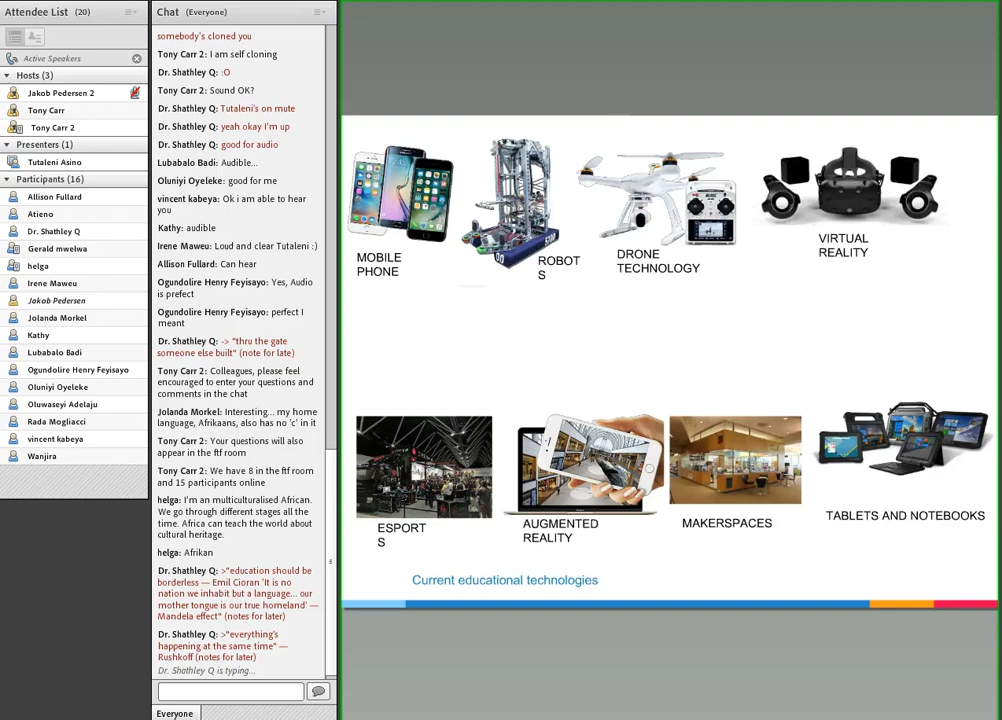 Attendee List (20)
Active Speakers
Hosts (3)
Jakob Pedersen 2
Tony Carr
Tony Carr 2
Presenters (1)
Tutaleni Asino
Participants (16)
Allison Fullard
Atieno
Dr. Shathley Q
Gerald mwelwa
helga
Irene Maweu
Jakob Pedersen
Jolanda Morkel
Kathy
Lubabalo Badi
Ogundolire Henry Feyisayo
Oluniyi Oyeleke
Oluwaseyi Adelaju
Rada Mogliacci
vincent kabeya
Wanjira
Chat (Everyone)
somebody's cloned you
Tony Carr 2: I am self cloning
Dr. Shathley Q: :O
Tony Carr 2: Sound OK?
Dr. Shathley Q: Tutaleni's on mute
Dr. Shathley Q: yeah okay I'm up
Dr. Shathley Q: good for audio
Lubabalo Badi: Audible...
Oluniyi Oyeleke: good for me
vincent kabeya: Ok i am able to hear
you
Kathy: audible
Irene Maweu: Loud and clear Tutaleni :)
Allison Fullard: Can hear
Ogundolire Henry Feyisayo: Yes, Audio
is prefect
Ogundolire Henry Feyisayo: perfect I
meant
Dr. Shathley Q: -> "thru the gate
someone else built" (note for late)
Tony Carr 2: Colleagues, please feel
encouraged to enter your questions and
comments in the chat
Jolanda Morkel: Interesting... my home
language, Afrikaans, also has no 'c' in it
Tony Carr 2: Your questions will also
appear in the ftf room
Tony Carr 2: We have 8 in the ftf room
and 15 participants online
helga: I'm an multiculturalised African.
We go through different stages all the
time. Africa can teach the world about
cultural heritage.
helga: Afrikan
Dr. Shathley Q: >"education should be
borderless — Emil Cioran 'It is no
nation we inhabit but a language... our
mother tongue is our true homeland' —
Mandela effect" (notes for later)
Dr. Shathley Q: >"everything's
happening at the same time" —
Rushkoff (notes for later)
Dr. Shathley Q is typing...
Everyone
MOBILE
PHONE
ROBOT
S
DRONE
TECHNOLOGY
VIRTUAL
REALITY
ESPORT
S
AUGMENTED
REALITY
MAKERSPACES
TABLETS AND NOTEBOOKS
Current educational technologies